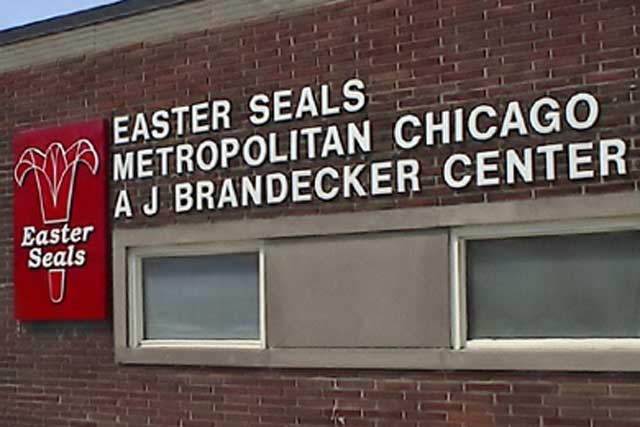 EASTER SEALS
METROPOLITAN CHICAGO
A J BRANDECKER CENTER
Easter
Seals